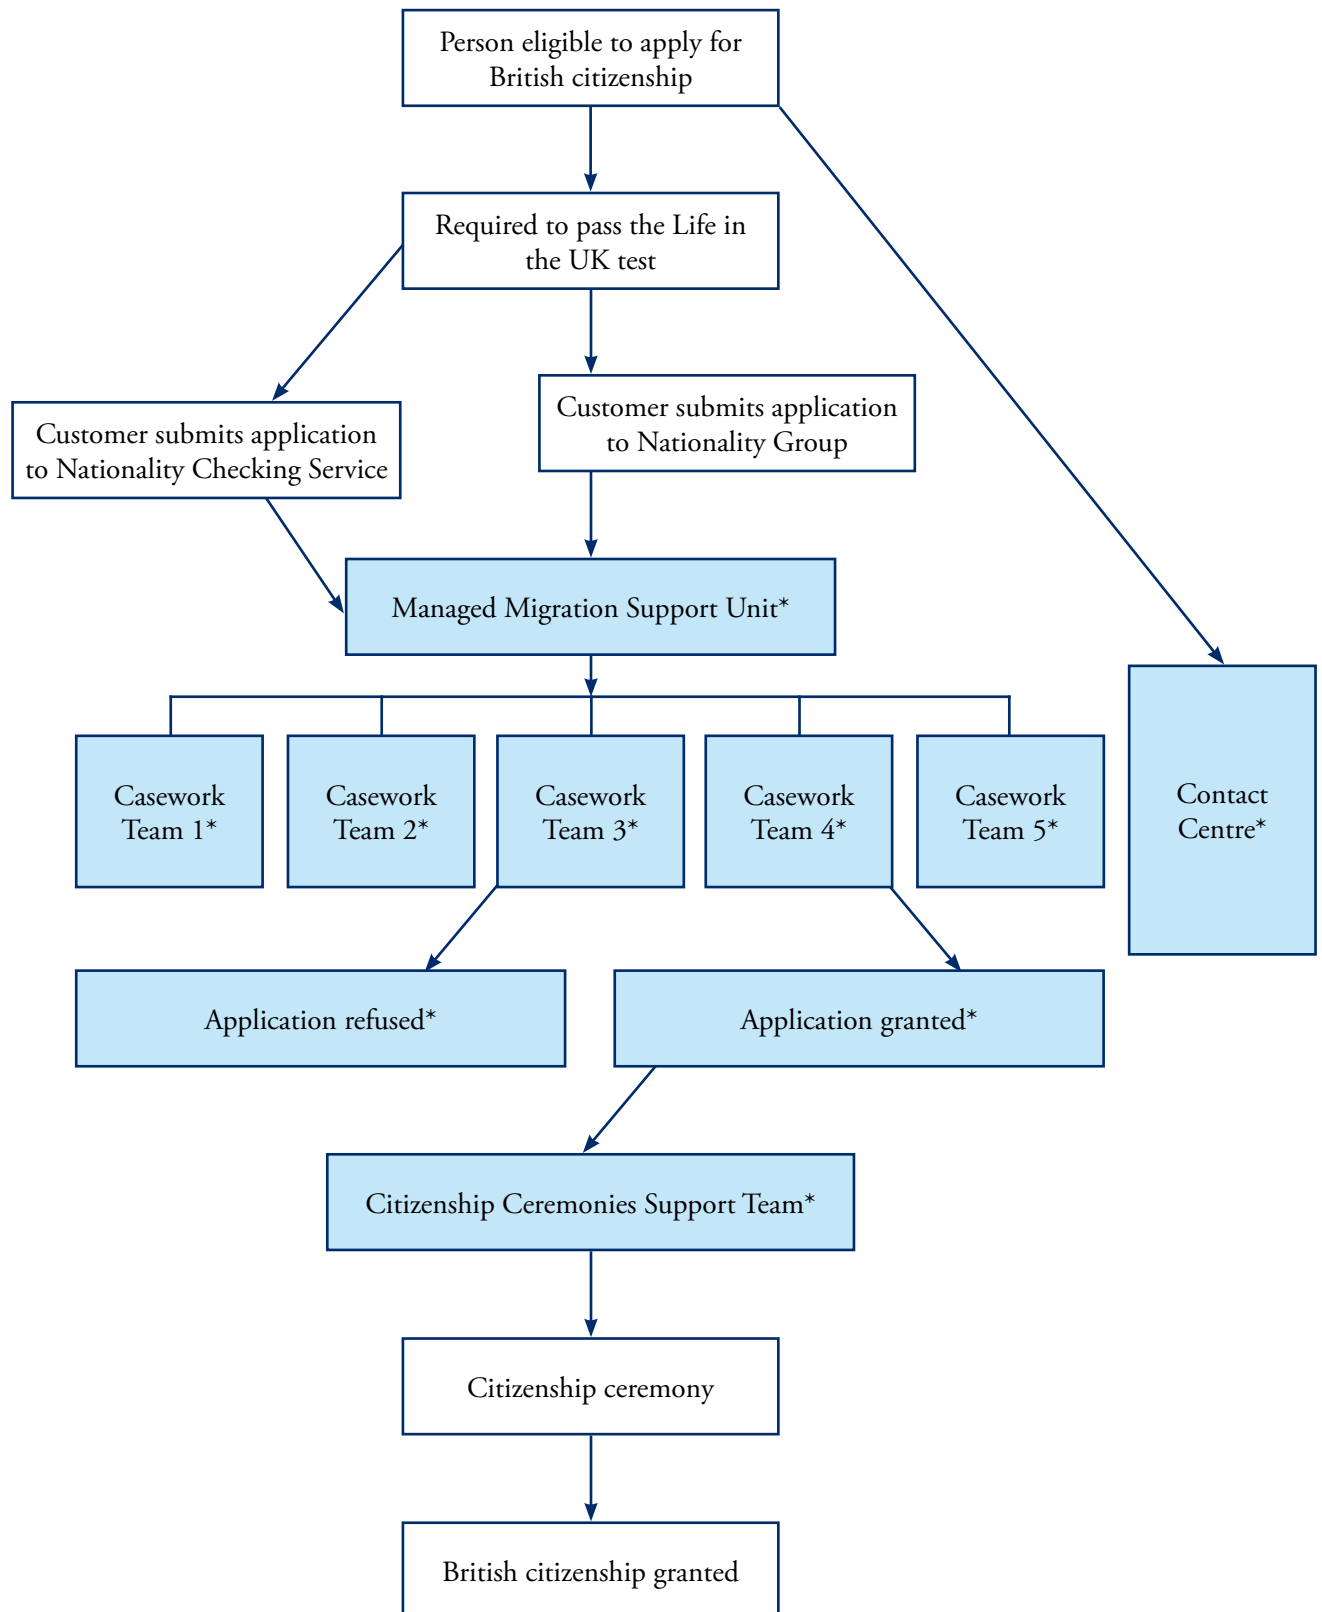 Person eligible to apply for
British citizenship
Required to pass the Life in
the UK test
Customer submits application
to Nationality Checking Service
Customer submits application
to Nationality Group
Managed Migration Support Unit*
Casework
Team 1*
Casework
Team 2*
Casework
Team 3*
Casework
Team 4*
Casework
Team 5*
Contact
Centre*
Application refused*
Application granted*
Citizenship Ceremonies Support Team*
Citizenship ceremony
British citizenship granted